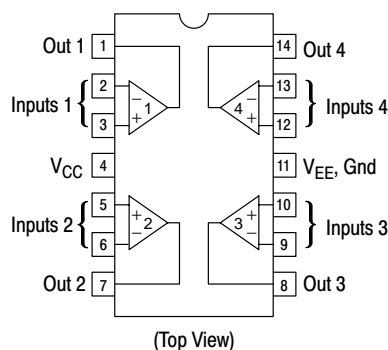 Out 1 1 14 Out 4
Inputs 1 2 − 1 − 4 13 Inputs 4
3 + + 12
VCC 4 11 VEE, Gnd
Inputs 2 5 + 2 + 3 10 Inputs 3
6 − − 9
Out 2 7 8 Out 3
(Top View)